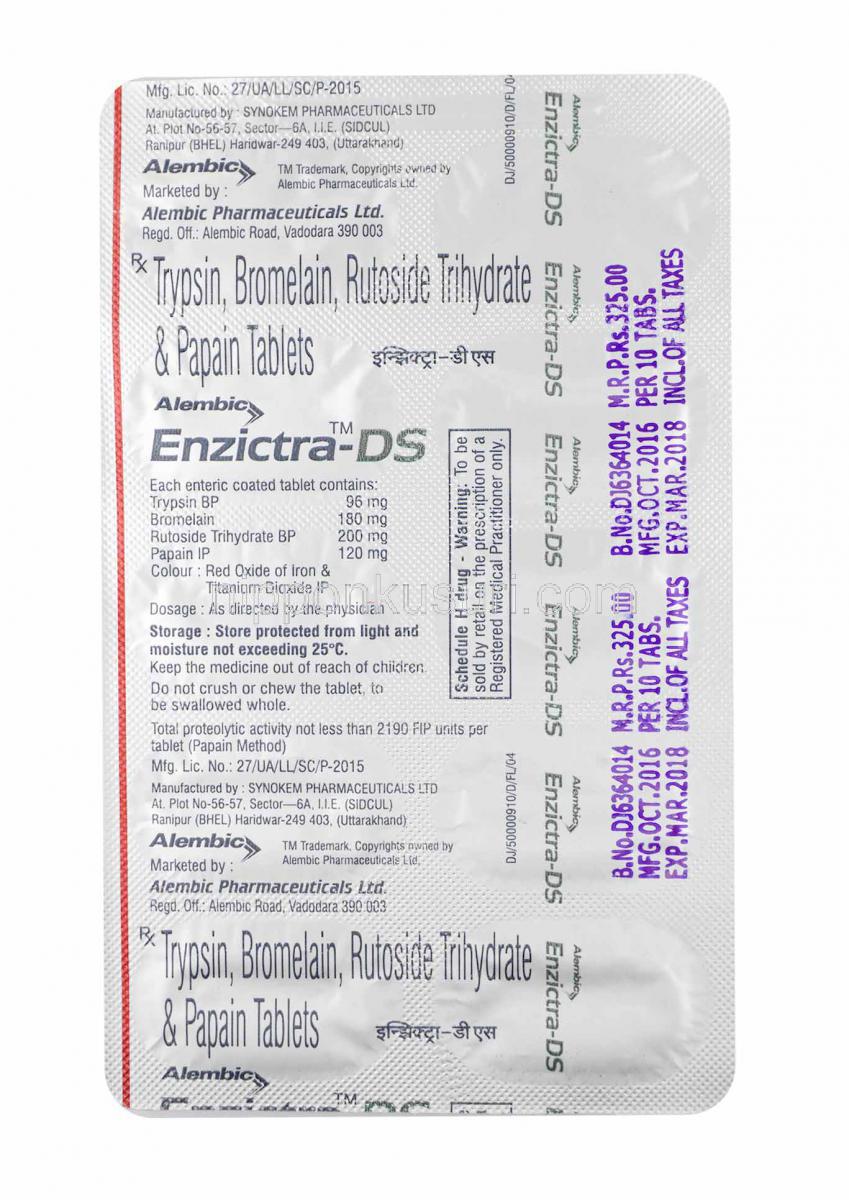 Mfg. Lic. No.: 27/UA/LL/SC/P-2015
Manufactured by : SYNOKEM PHARMACEUTICALS LTD
At. Plot No-56-57, Sector—6A, I.I.E. (SIDCUL)
Ranipur (BHEL) Haridwar-249 403, (Uttarakhand)
Alembic
TM Trademark, Copyrights owned by
Alembic Pharmaceuticals Ltd.
Marketed by :
Alembic Pharmaceuticals Ltd.
Regd. Off.: Alembic Road, Vadodara 390 003
Rx Trypsin, Bromelain, Rutoside Trihydrate
& Papain Tablets
इन्झिक्ट्रा-डी एस
Alembic
Enzictra-DS™
Each enteric coated tablet contains:
Trypsin BP 96 mg
Bromelain 180 mg
Rutoside Trihydrate BP 200 mg
Papain IP 120 mg
Colour : Red Oxide of Iron &
Titanium Dioxide IP
Dosage : As directed by the physician
Storage : Store protected from light and
moisture not exceeding 25°C.
Keep the medicine out of reach of children.
Do not crush or chew the tablet, to
be swallowed whole.
Total proteolytic activity not less than 2190 FIP units per
tablet (Papain Method)
Schedule H drug - Warning: To be
sold by retail on the prescription of a
Registered Medical Practitioner only.
Mfg. Lic. No.: 27/UA/LL/SC/P-2015
Manufactured by : SYNOKEM PHARMACEUTICALS LTD
At. Plot No-56-57, Sector—6A, I.I.E. (SIDCUL)
Ranipur (BHEL) Haridwar-249 403, (Uttarakhand)
Alembic
TM Trademark, Copyrights owned by
Alembic Pharmaceuticals Ltd.
Marketed by :
Alembic Pharmaceuticals Ltd.
Regd. Off.: Alembic Road, Vadodara 390 003
Rx Trypsin, Bromelain, Rutoside Trihydrate
& Papain Tablets
इन्झिक्ट्रा-डी एस
Alembic
™
DJ/50000910/D/FL/04
DJ/50000910/D/FL/04
Alembic
Enzictra-DS
Alembic
Enzictra-DS
Alembic
Enzictra-DS
Alembic
Enzictra-DS
Alembic
Enzictra-DS
Alembic
Enzictra-DS
B.No.DJ6364014 M.R.P.Rs.325.00
MFG.OCT.2016 PER 10 TABS.
EXP.MAR.2018 INCL.OF ALL TAXES
B.No.DJ6364014 M.R.P.Rs.325.00
MFG.OCT.2016 PER 10 TABS.
EXP.MAR.2018 INCL.OF ALL TAXES
nipponkusuri.com